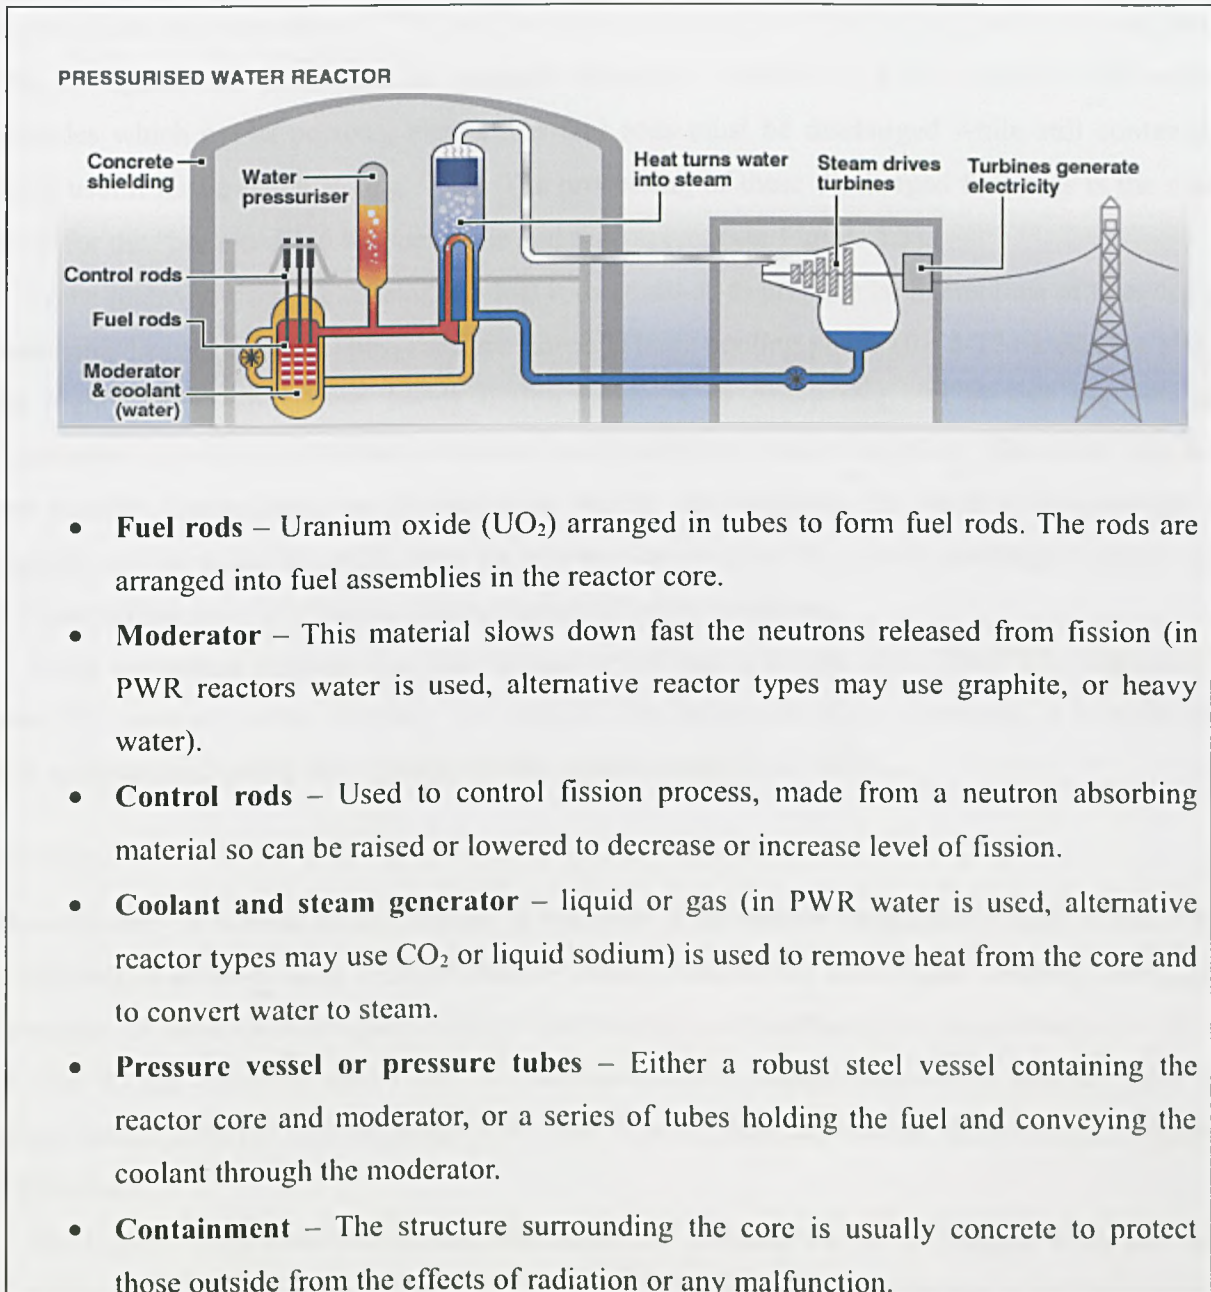 PRESSURISED WATER REACTOR
Concrete
shielding
Water
pressuriser
Heat turns water
into steam
Steam drives
turbines
Turbines generate
electricity
Control rods
Fuel rods
Moderator
& coolant
(water)
• Fuel rods – Uranium oxide (UO₂) arranged in tubes to form fuel rods. The rods are
arranged into fuel assemblies in the reactor core.
• Moderator – This material slows down fast the neutrons released from fission (in
PWR reactors water is used, alternative reactor types may use graphite, or heavy
water).
• Control rods – Used to control fission process, made from a neutron absorbing
material so can be raised or lowered to decrease or increase level of fission.
• Coolant and steam generator – liquid or gas (in PWR water is used, alternative
reactor types may use CO₂ or liquid sodium) is used to remove heat from the core and
to convert water to steam.
• Pressure vessel or pressure tubes – Either a robust steel vessel containing the
reactor core and moderator, or a series of tubes holding the fuel and conveying the
coolant through the moderator.
• Containment – The structure surrounding the core is usually concrete to protect
those outside from the effects of radiation or any malfunction.